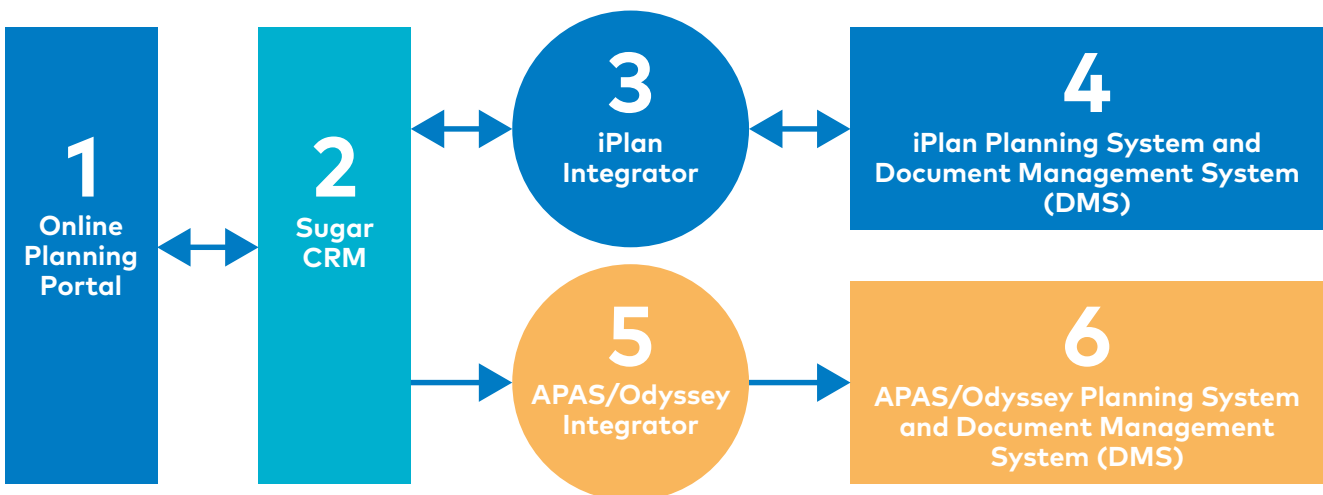 1
Online
Planning
Portal
2
Sugar
CRM
3
iPlan
Integrator
4
iPlan Planning System and
Document Management System
(DMS)
5
APAS/Odyssey
Integrator
6
APAS/Odyssey Planning System
and Document Management
System (DMS)